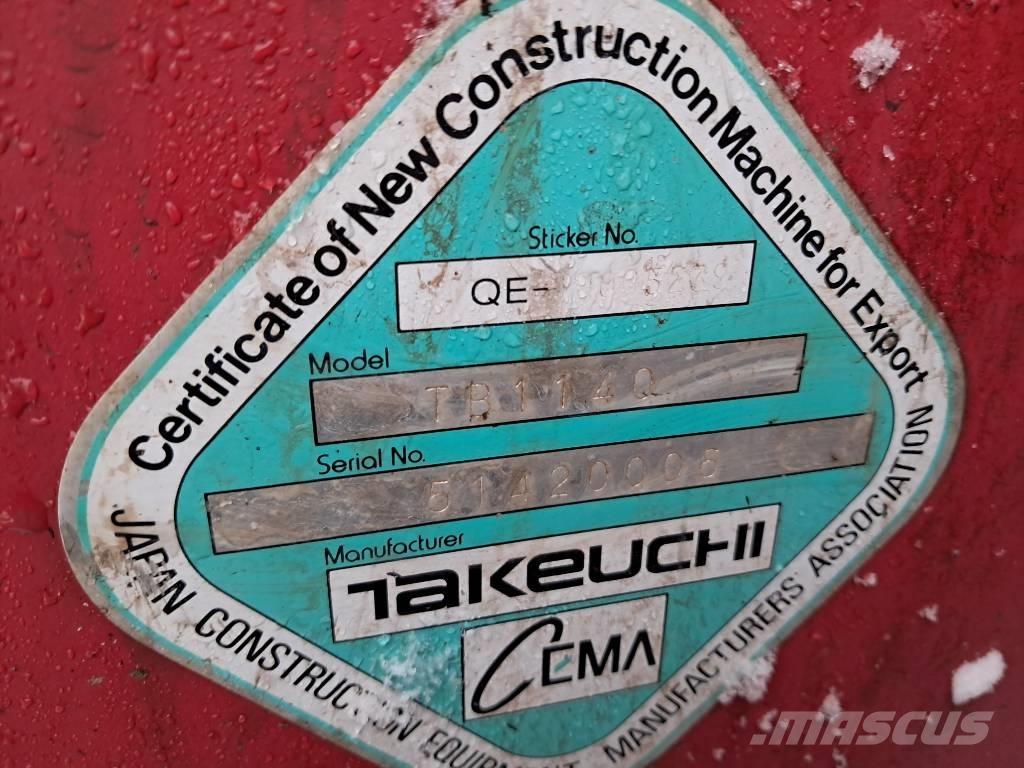 Certificate of New Construction Machine for Export
Sticker No.
QE-
Model
TB1140
Serial No.
51420006
Manufacturer
TAKEUCHI
CEMA
JAPAN CONSTRUCTION EQUIPMENT MANUFACTURERS' ASSOCIATION
MASCUS